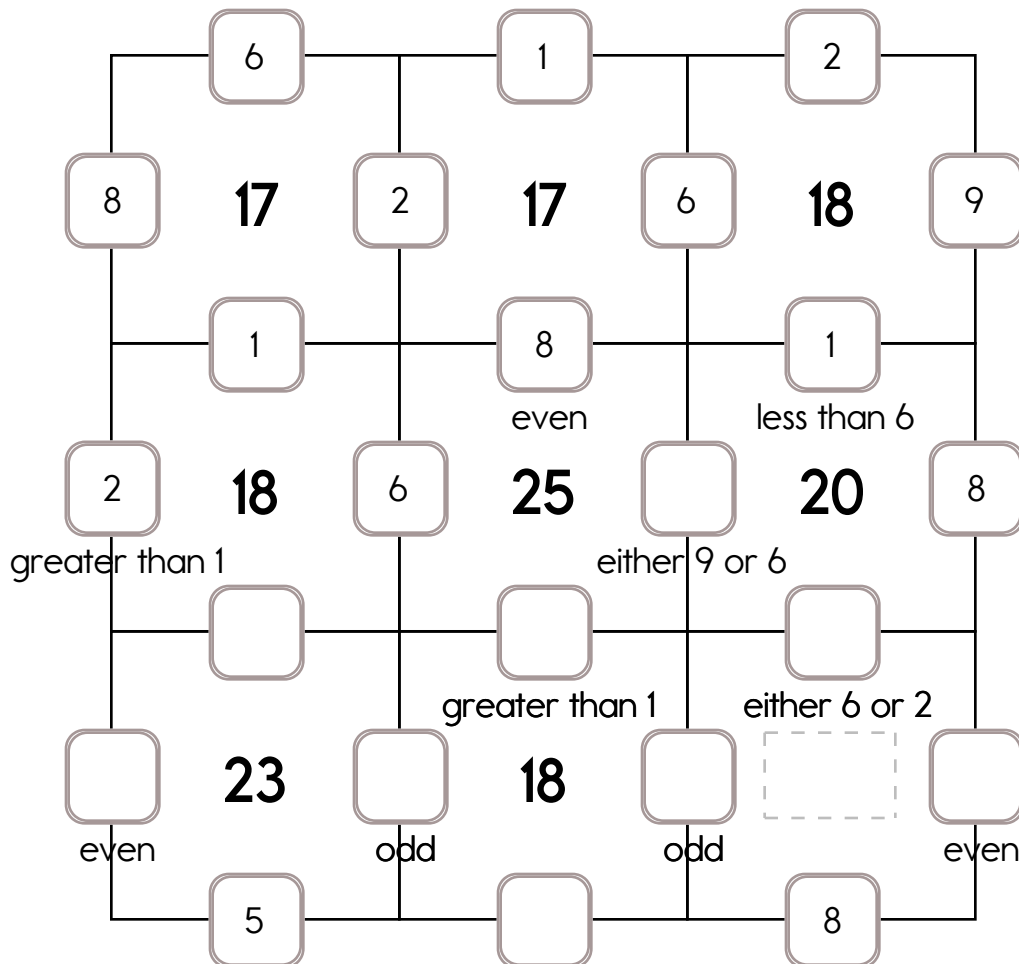 6 1 2
8 17 2 17 6 18 9
1 8 1
even less than 6
2 18 6 25 20 8
greater than 1 either 9 or 6
greater than 1 either 6 or 2
23 18
even odd odd even
5 8